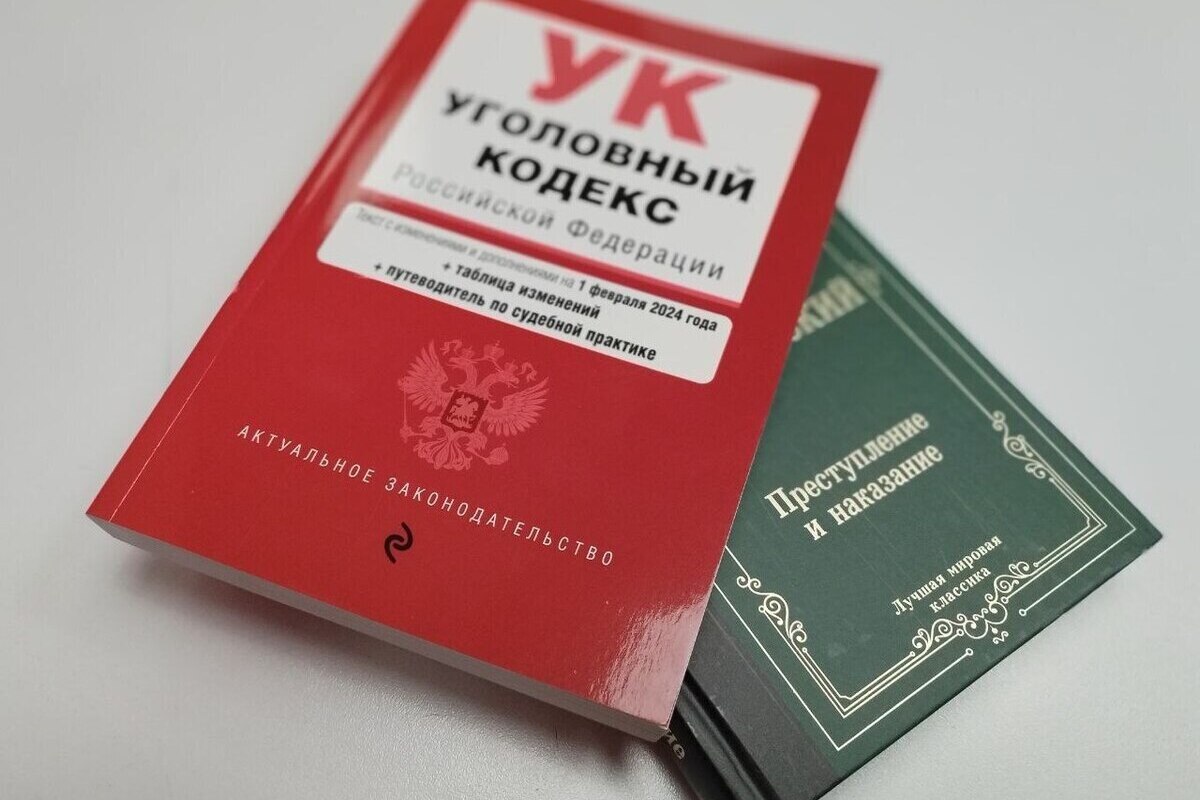 УК
УГОЛОВНЫЙ
КОДЕКС
Российской Федерации
Текст с изменениями и дополнениями на 1 февраля 2024 года
+ таблица изменений
+ путеводитель по судебной практике
АКТУАЛЬНОЕ ЗАКОНОДАТЕЛЬСТВО
Преступление
и наказание
Лучшая мировая
классика